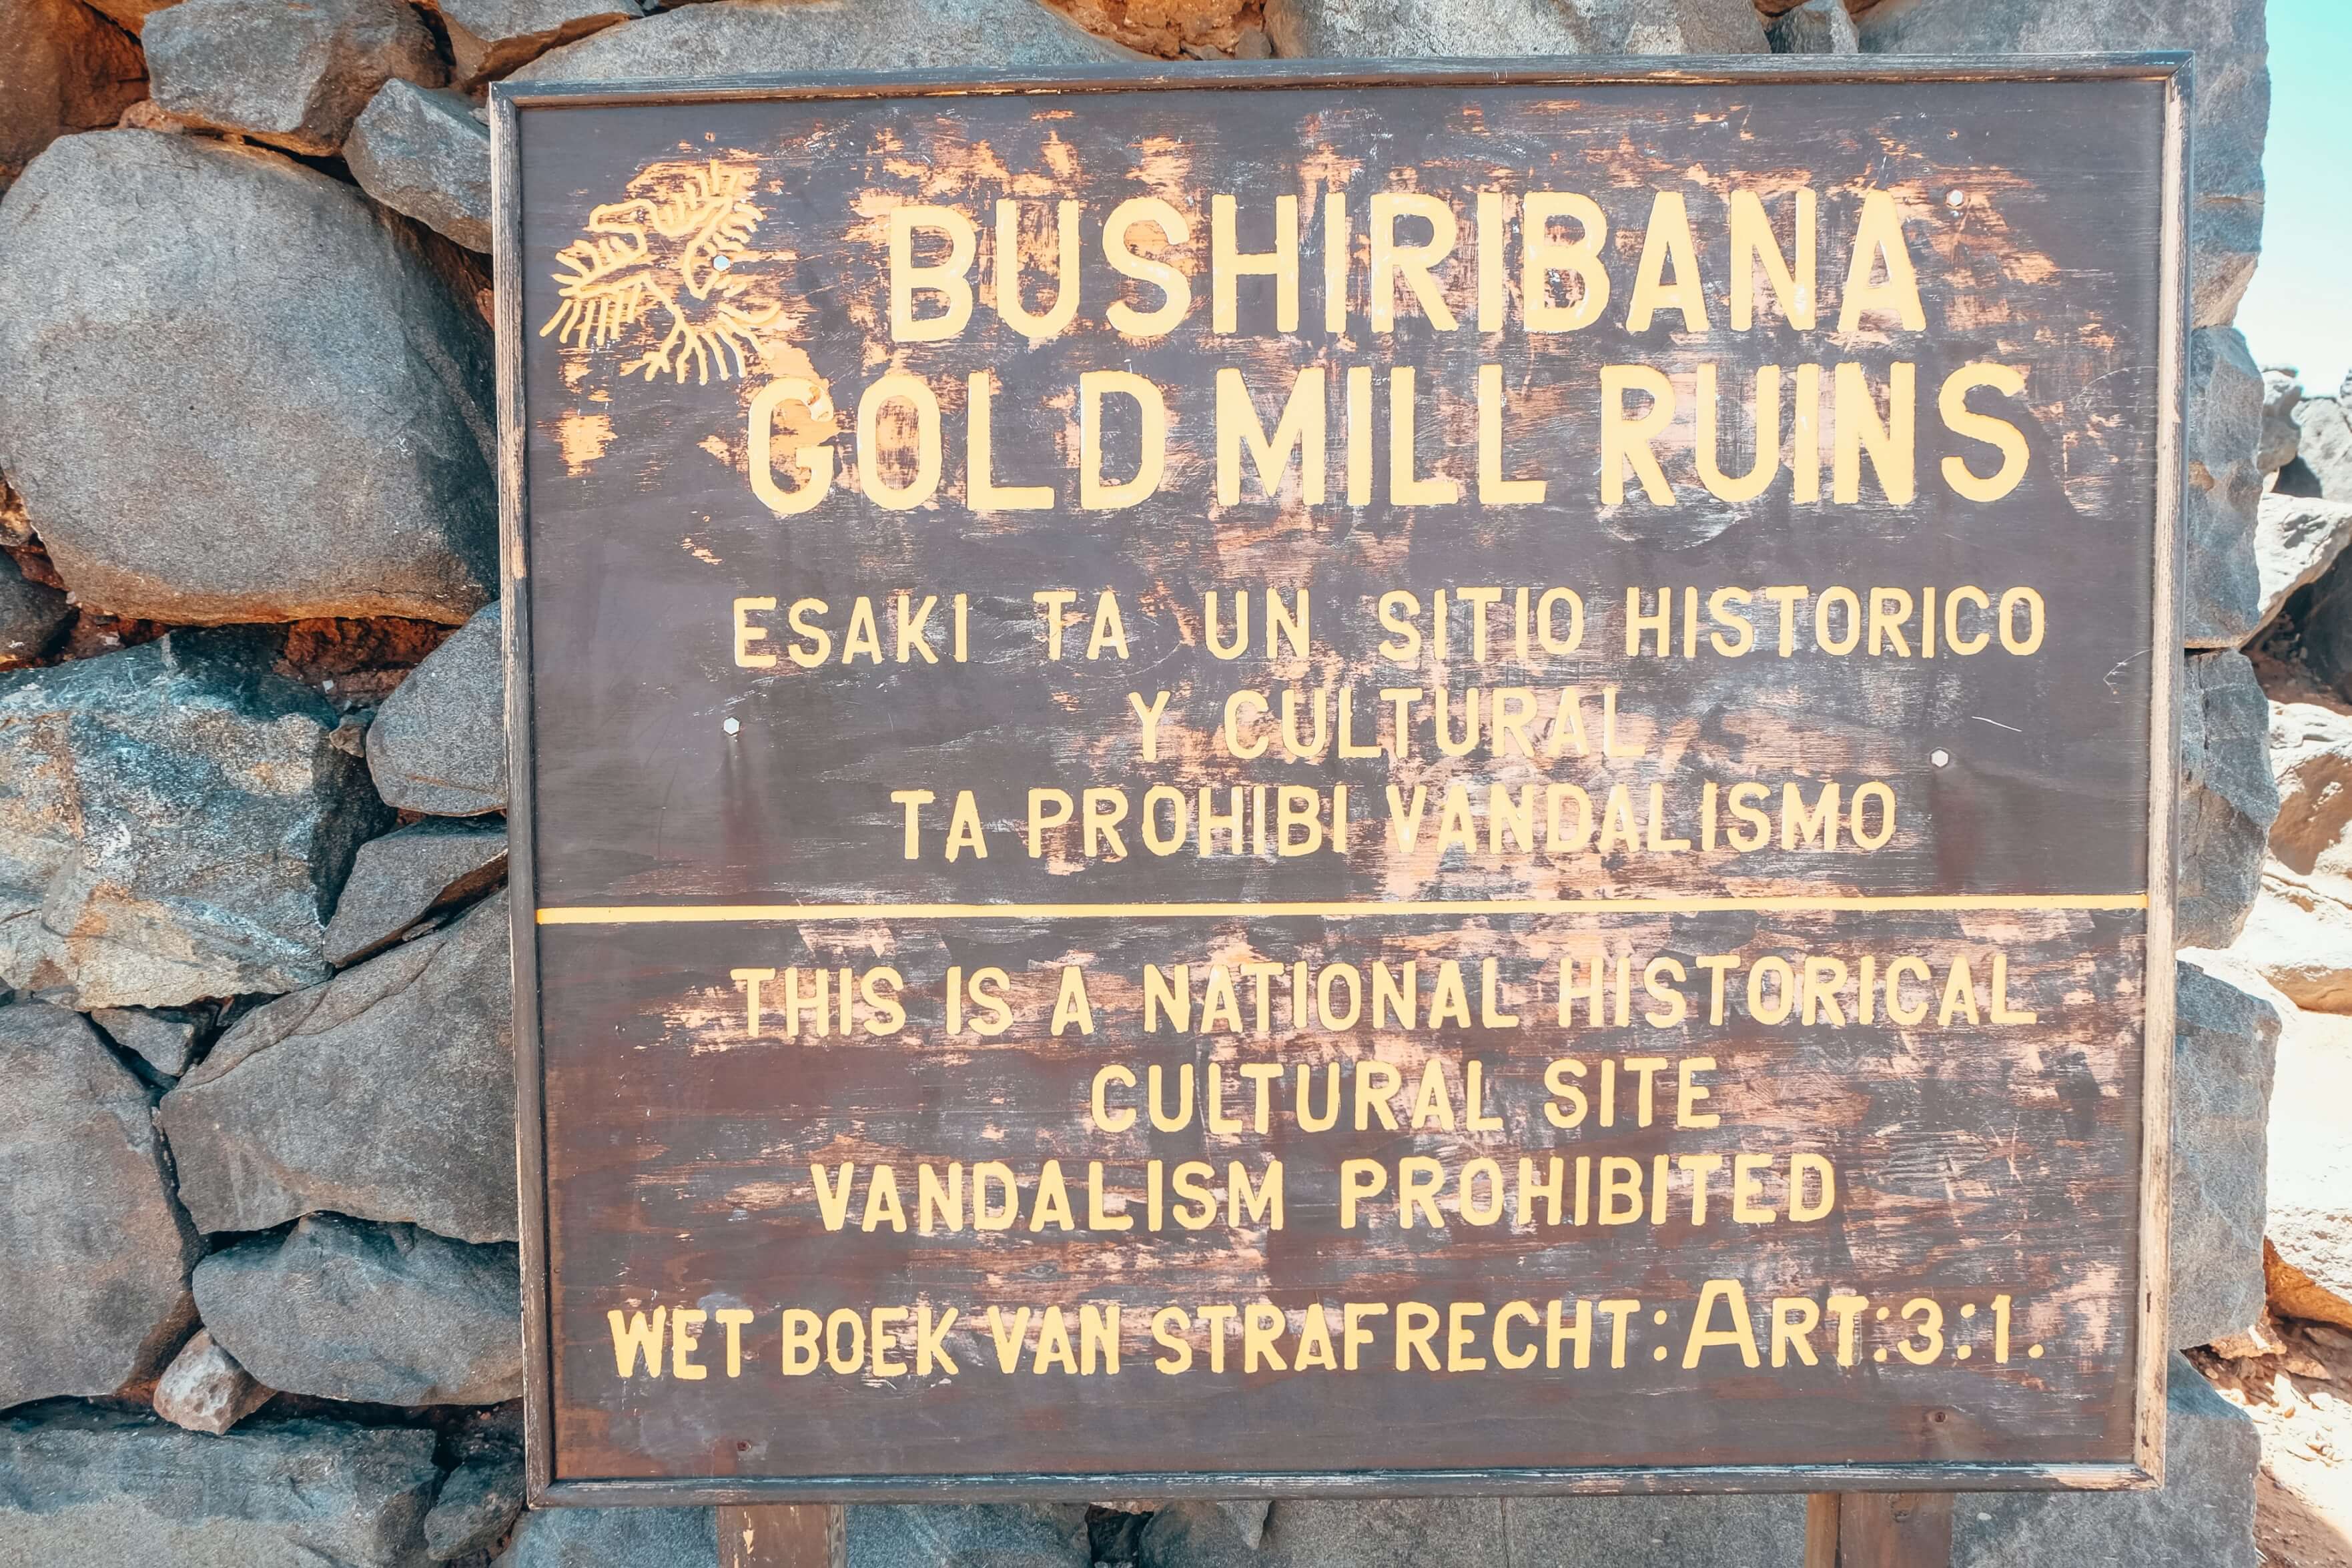 BUSHIRIBANA
GOLD MILL RUINS
ESAKI TA UN SITIO HISTORICO
Y CULTURAL
TA PROHIBI VANDALISMO
THIS IS A NATIONAL HISTORICAL
CULTURAL SITE
VANDALISM PROHIBITED
WET BOEK VAN STRAFRECHT: ART:3:1.